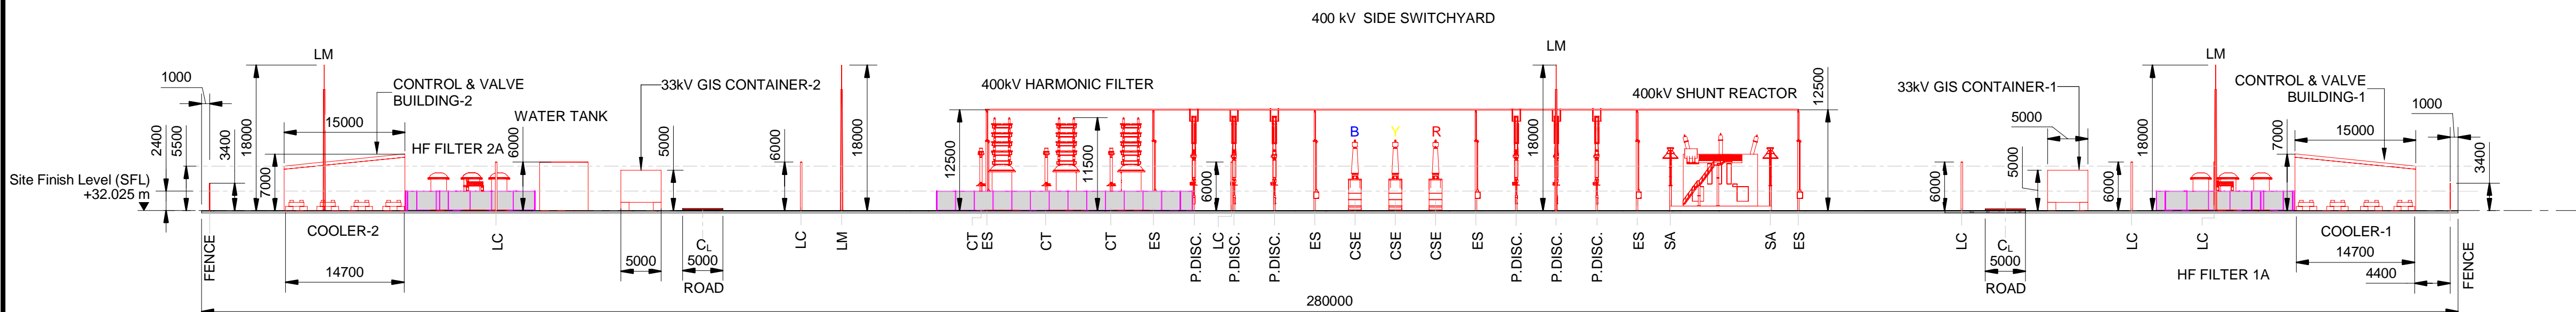 400 kV SIDE SWITCHYARD
LM
LM
LM
1000
18000
CONTROL & VALVE
BUILDING-2
33kV GIS CONTAINER-2
400kV HARMONIC FILTER
400kV SHUNT REACTOR
12500
33kV GIS CONTAINER-1
CONTROL & VALVE
BUILDING-1
1000
2400
5500
3400
15000
WATER TANK
HF FILTER 2A
6000
7000
5000
6000
18000
12500
11500
6000
B
Y
R
18000
6000
5000
5000
6000
18000
7000
15000
3400
Site Finish Level (SFL)
+32.025 m
FENCE
COOLER-2
14700
LC
5000
CL
5000
ROAD
LC
LM
CT
ES
CT
CT
ES
P.DISC.
LC
P.DISC.
P.DISC.
ES
CSE
CSE
CSE
ES
P.DISC.
P.DISC.
P.DISC.
ES
SA
SA
ES
LC
CL
5000
ROAD
LC
LC
HF FILTER 1A
COOLER-1
14700
4400
FENCE
280000